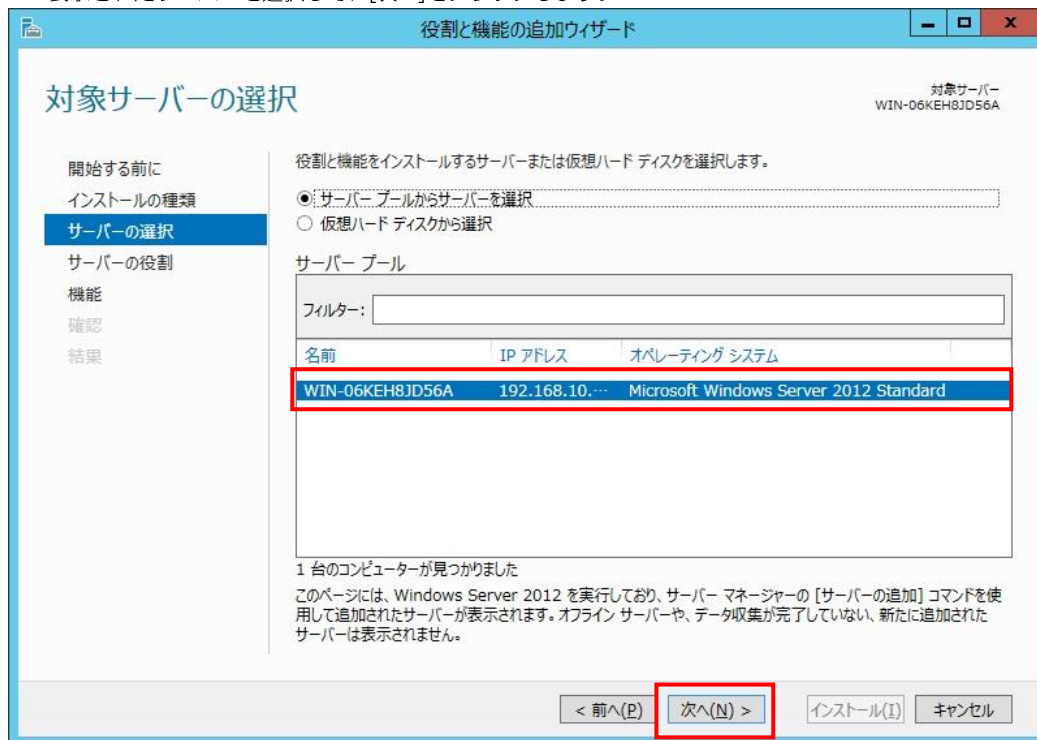 役割と機能の追加ウィザード
対象サーバーの選択
対象サーバー
WIN-06KEH8JD56A
開始する前に
インストールの種類
サーバーの選択
サーバーの役割
機能
確認
結果
役割と機能をインストールするサーバーまたは仮想ハード ディスクを選択します。
サーバー プールからサーバーを選択
仮想ハード ディスクから選択
サーバー プール
フィルター:
名前 IP アドレス オペレーティング システム
WIN-06KEH8JD56A 192.168.10.… Microsoft Windows Server 2012 Standard
1 台のコンピューターが見つかりました
このページには、Windows Server 2012 を実行しており、サーバー マネージャーの [サーバーの追加] コマンドを使
用して追加されたサーバーが表示されます。オフライン サーバーや、データ収集が完了していない、新たに追加された
サーバーは表示されません。
< 前へ(P) 次へ(N) > インストール(I) キャンセル